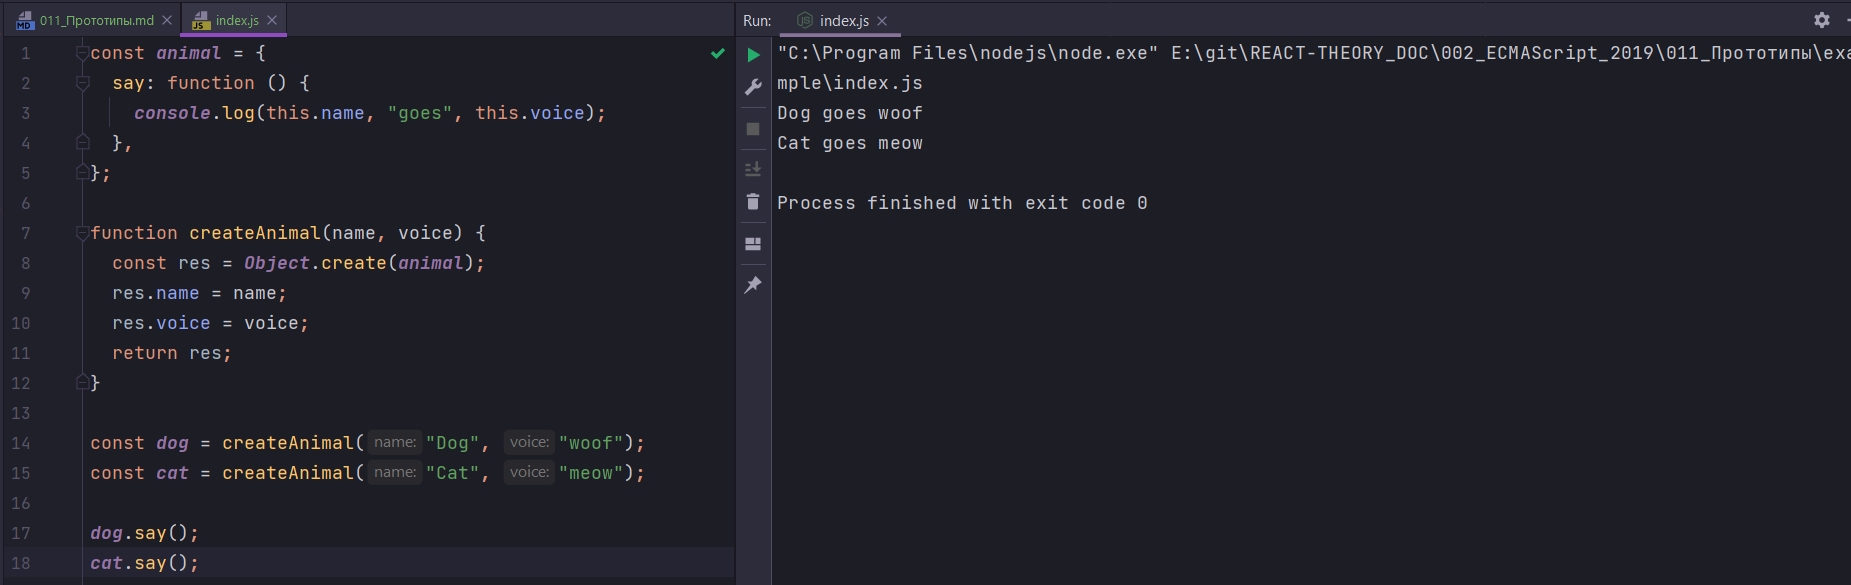 011_Прототипы.md
index.js
1 const animal = {
2 say: function () {
3 console.log(this.name, "goes", this.voice);
4 },
5 };
6
7 function createAnimal(name, voice) {
8 const res = Object.create(animal);
9 res.name = name;
10 res.voice = voice;
11 return res;
12 }
13
14 const dog = createAnimal( name: "Dog", voice: "woof");
15 const cat = createAnimal( name: "Cat", voice: "meow");
16
17 dog.say();
18 cat.say();
Run: index.js
"C:\Program Files\nodejs\node.exe" E:\git\REACT-THEORY_DOC\002_ECMAScript_2019\011_Прототипы\exa
mple\index.js
Dog goes woof
Cat goes meow
Process finished with exit code 0